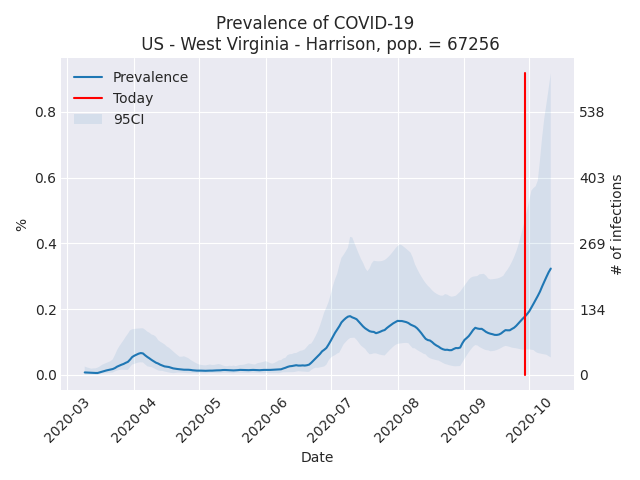 Prevalence of COVID-19
US - West Virginia - Harrison, pop. = 67256
Prevalence
Today
95CI
0.8
0.6
0.4
0.2
0.0
%
538
403
269
134
0
# of infections
2020-03
2020-04
2020-05
2020-06
2020-07
2020-08
2020-09
2020-10
Date